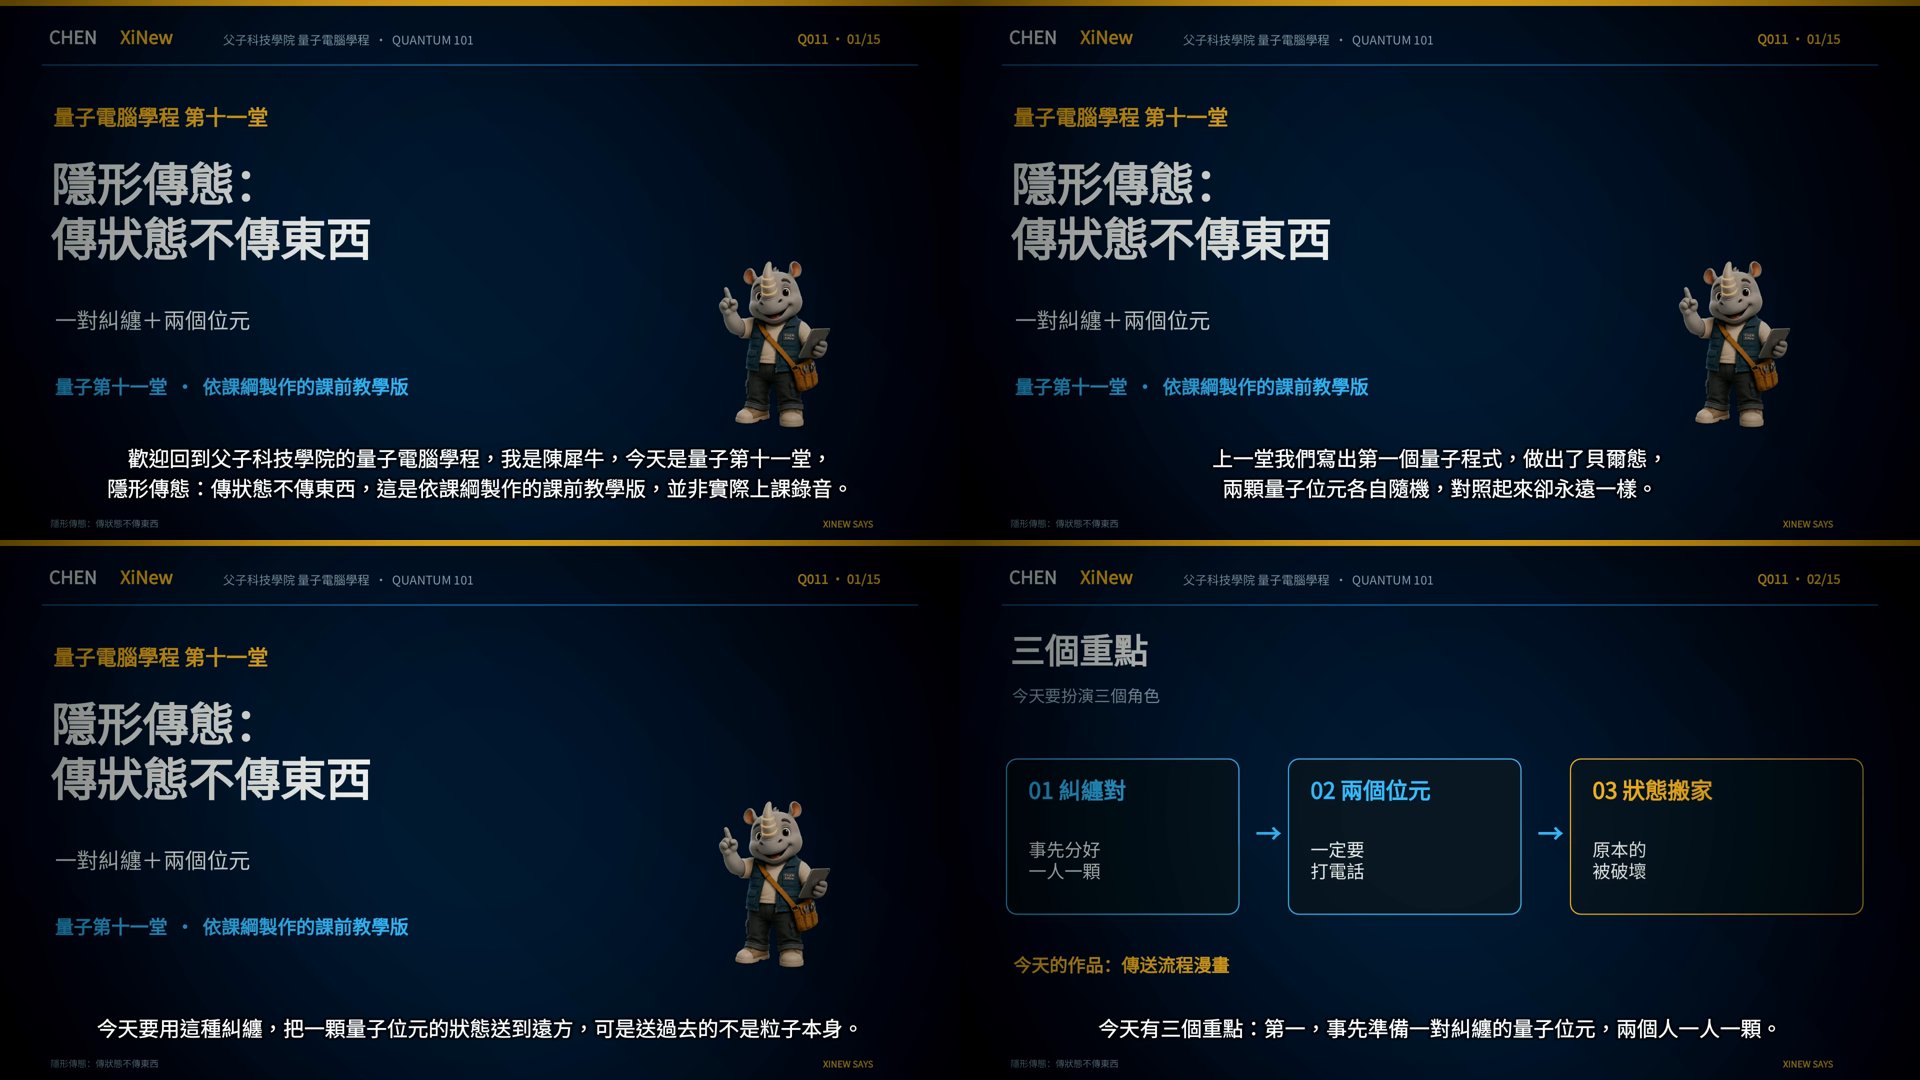 CHEN XiNew 父子科技學院 量子電腦學程 • QUANTUM 101 Q011 • 01/15
量子電腦學程 第十一堂
隱形傳態：
傳狀態不傳東西
一對糾纏＋兩個位元
量子第十一堂 • 依課綱製作的課前教學版
歡迎回到父子科技學院的量子電腦學程，我是陳犀牛，今天是量子第十一堂，
隱形傳態：傳狀態不傳東西，這是依課綱製作的課前教學版，並非實際上課錄音。
隱形傳態：傳狀態不傳東西 XINEW SAYS
CHEN XiNew 父子科技學院 量子電腦學程 • QUANTUM 101 Q011 • 01/15
量子電腦學程 第十一堂
隱形傳態：
傳狀態不傳東西
一對糾纏＋兩個位元
量子第十一堂 • 依課綱製作的課前教學版
上一堂我們寫出第一個量子程式，做出了貝爾態，
兩顆量子位元各自隨機，對照起來卻永遠一樣。
隱形傳態：傳狀態不傳東西 XINEW SAYS
CHEN XiNew 父子科技學院 量子電腦學程 • QUANTUM 101 Q011 • 01/15
量子電腦學程 第十一堂
隱形傳態：
傳狀態不傳東西
一對糾纏＋兩個位元
量子第十一堂 • 依課綱製作的課前教學版
今天要用這種糾纏，把一顆量子位元的狀態送到遠方，可是送過去的不是粒子本身。
隱形傳態：傳狀態不傳東西 XINEW SAYS
CHEN XiNew 父子科技學院 量子電腦學程 • QUANTUM 101 Q011 • 02/15
三個重點
今天要扮演三個角色
01 糾纏對
事先分好
一人一顆
→
02 兩個位元
一定要
打電話
→
03 狀態搬家
原本的
被破壞
今天的作品：傳送流程漫畫
今天有三個重點：第一，事先準備一對糾纏的量子位元，兩個人一人一顆。
隱形傳態：傳狀態不傳東西 XINEW SAYS